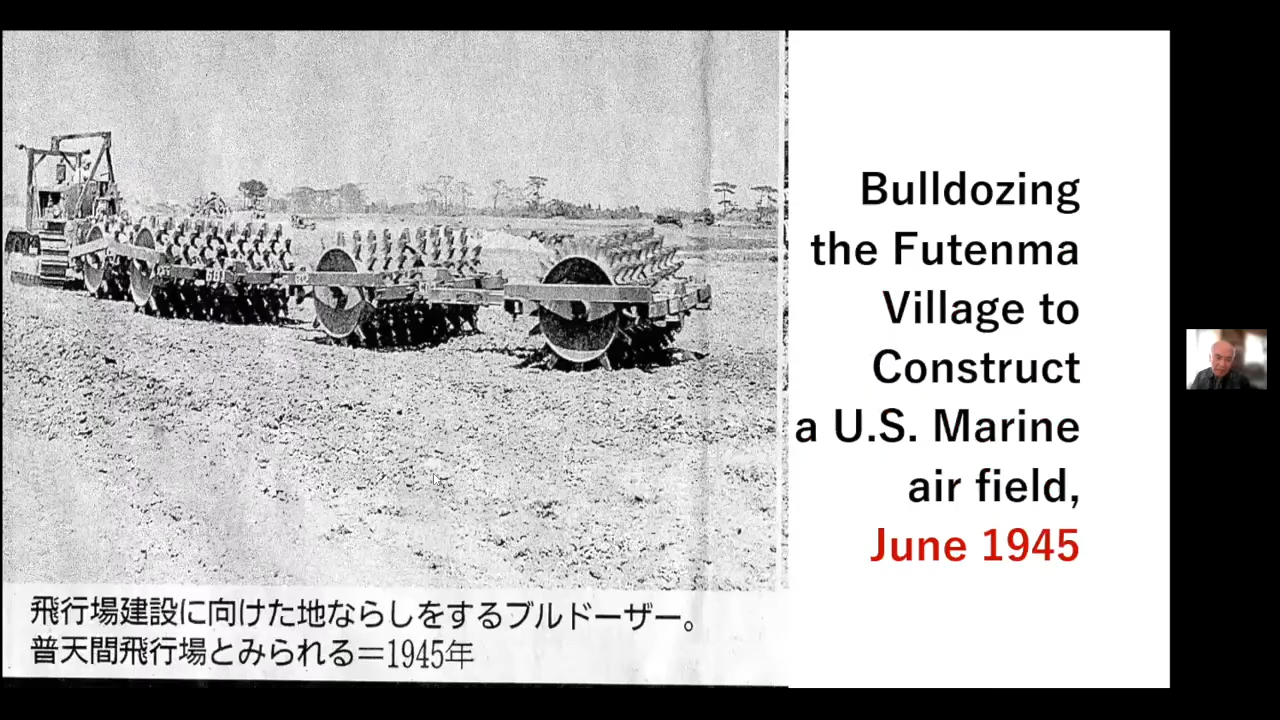 Bulldozing
the Futenma
Village to
Construct
a U.S. Marine
air field,
June 1945
飛行場建設に向けた地ならしをするブルドーザー。
普天間飛行場とみられる＝1945年